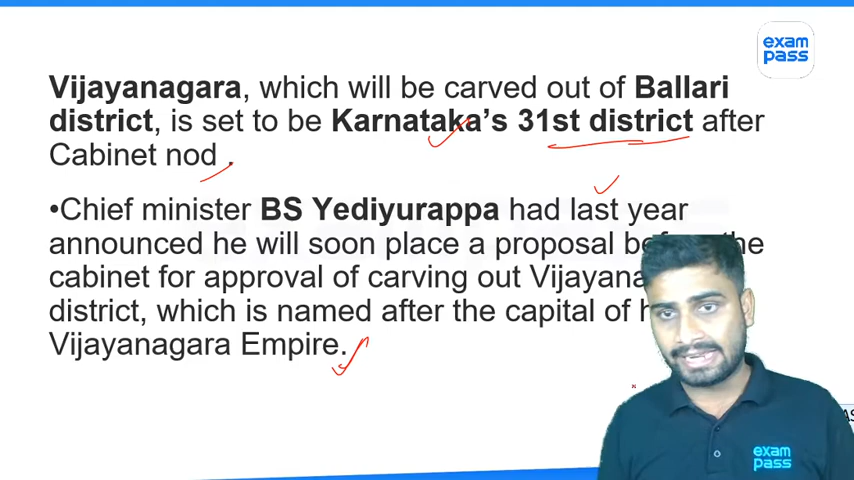 exam
pass
Vijayanagara, which will be carved out of Ballari
district, is set to be Karnataka's 31st district after
Cabinet nod .
•Chief minister BS Yediyurappa had last year
announced he will soon place a proposal the
cabinet for approval of carving out
district, which is named after the capital of
Vijayanagara Empire.
exam
pass